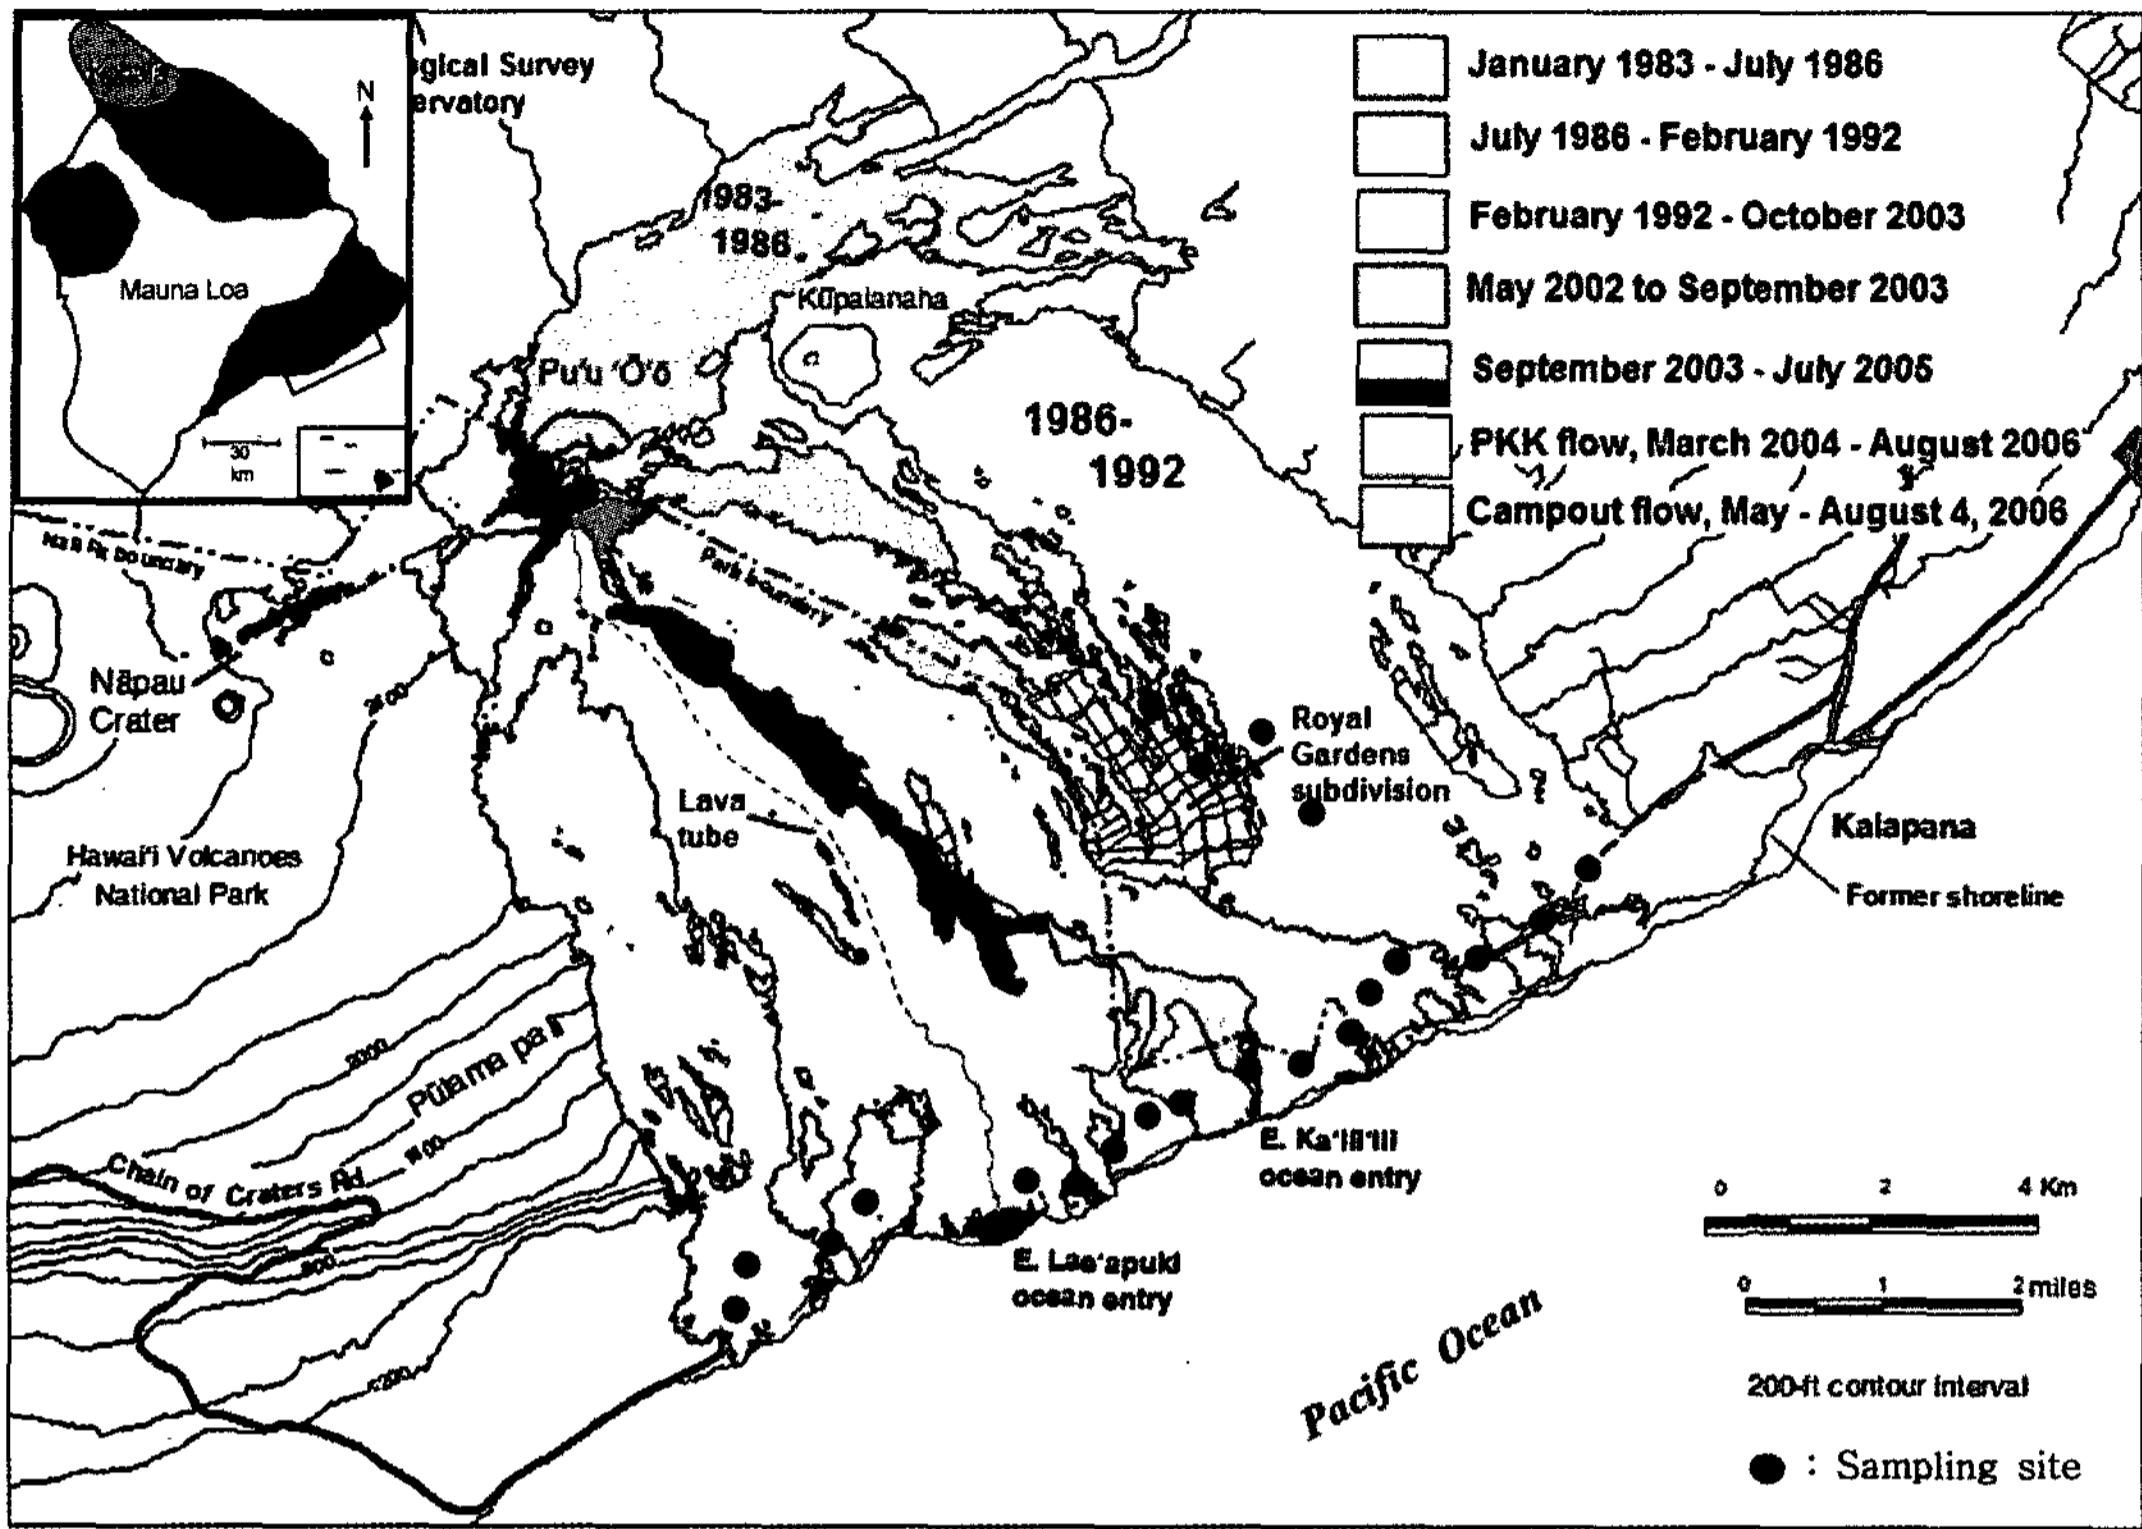 N
Mauna Loa
30
km
ogical Survey
ervatory
January 1983 - July 1986
July 1986 - February 1992
February 1992 - October 2003
May 2002 to September 2003
September 2003 - July 2005
PKK flow, March 2004 - August 2006
Campout flow, May - August 4, 2006
1983-
1986
Kūpaianaha
Pu'u 'Ō'ō
1986-
1992
boundary
Park boundary
Nāpau
Crater
Royal
Gardens
subdivision
Lava
tube
Hawai'i Volcanoes
National Park
Kalapana
Former shoreline
2000
Pūlama pali
Chain of Craters Rd
E. Ka'ili'ili
ocean entry
E. Lae'apuki
ocean entry
0 2 4 Km
0 1 2 miles
Pacific Ocean
200-ft contour interval
: Sampling site